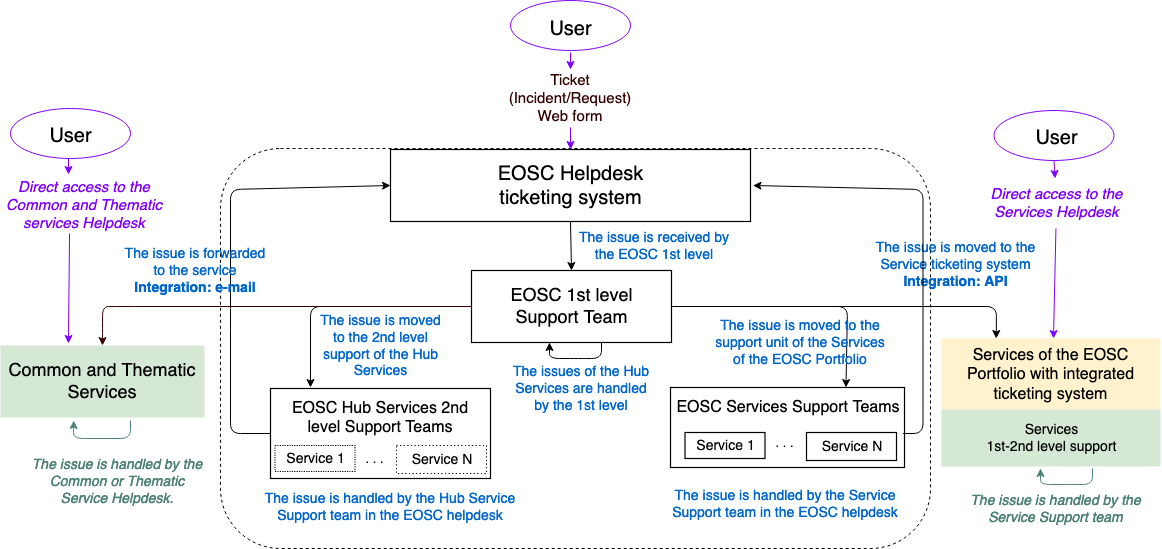 User
Ticket
(Incident/Request)
Web form
User
Direct access to the
Common and Thematic
services Helpdesk
User
Direct access to the
Services Helpdesk
EOSC Helpdesk
ticketing system
The issue is received by
the EOSC 1st level
The issue is forwarded
to the service
Integration: e-mail
The issue is moved to the
Service ticketing system
Integration: API
EOSC 1st level
Support Team
The issue is moved
to the 2nd level
support of the Hub
Services
The issue is moved to the
support unit of the Services
of the EOSC Portfolio
The issues of the Hub
Services are handled
by the 1st level
Common and Thematic
Services
The issue is handled by the
Common or Thematic
Service Helpdesk.
EOSC Hub Services 2nd
level Support Teams
Service 1
. . .
Service N
The issue is handled by the Hub Service
Support team in the EOSC helpdesk
EOSC Services Support Teams
Service 1
. . .
Service N
The issue is handled by the Service
Support team in the EOSC helpdesk
Services of the EOSC
Portfolio with integrated
ticketing system
Services
1st-2nd level support
The issue is handled by the
Service Support team